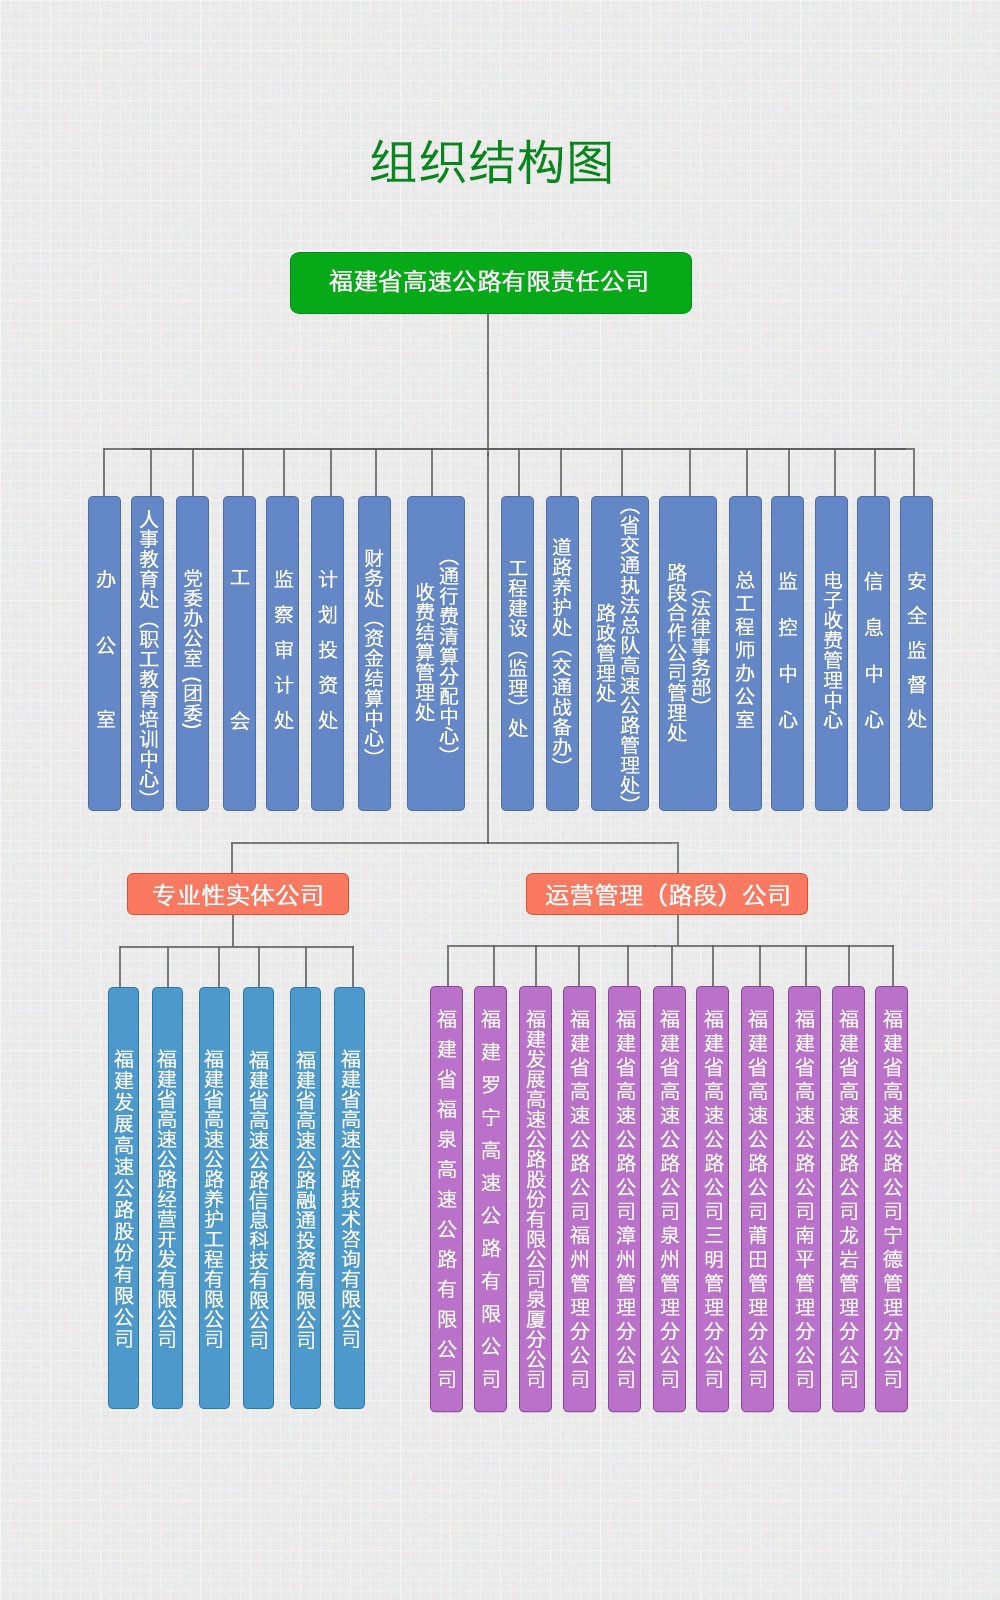 组织结构图
福建省高速公路有限责任公司
办公室
人事教育处（职工教育培训中心）
党委办公室（团委）
工会
监察审计处
计划投资处
财务处（资金结算中心）
收费结算管理处
（通行费清算分配中心）
工程建设（监理）处
道路养护处（交通战备办）
路政管理处
（省交通执法总队高速公路管理处）
路段合作公司管理处
（法律事务部）
总工程师办公室
监控中心
电子收费管理中心
信息中心
安全监督处
专业性实体公司
运营管理（路段）公司
福建发展高速公路股份有限公司
福建省高速公路经营开发有限公司
福建省高速公路养护工程有限公司
福建省高速公路信息科技有限公司
福建省高速公路融通投资有限公司
福建省高速公路技术咨询有限公司
福建省福泉高速公路有限公司
福建罗宁高速公路有限公司
福建发展高速公路股份有限公司泉厦分公司
福建省高速公路公司福州管理分公司
福建省高速公路公司漳州管理分公司
福建省高速公路公司泉州管理分公司
福建省高速公路公司三明管理分公司
福建省高速公路公司莆田管理分公司
福建省高速公路公司南平管理分公司
福建省高速公路公司龙岩管理分公司
福建省高速公路公司宁德管理分公司